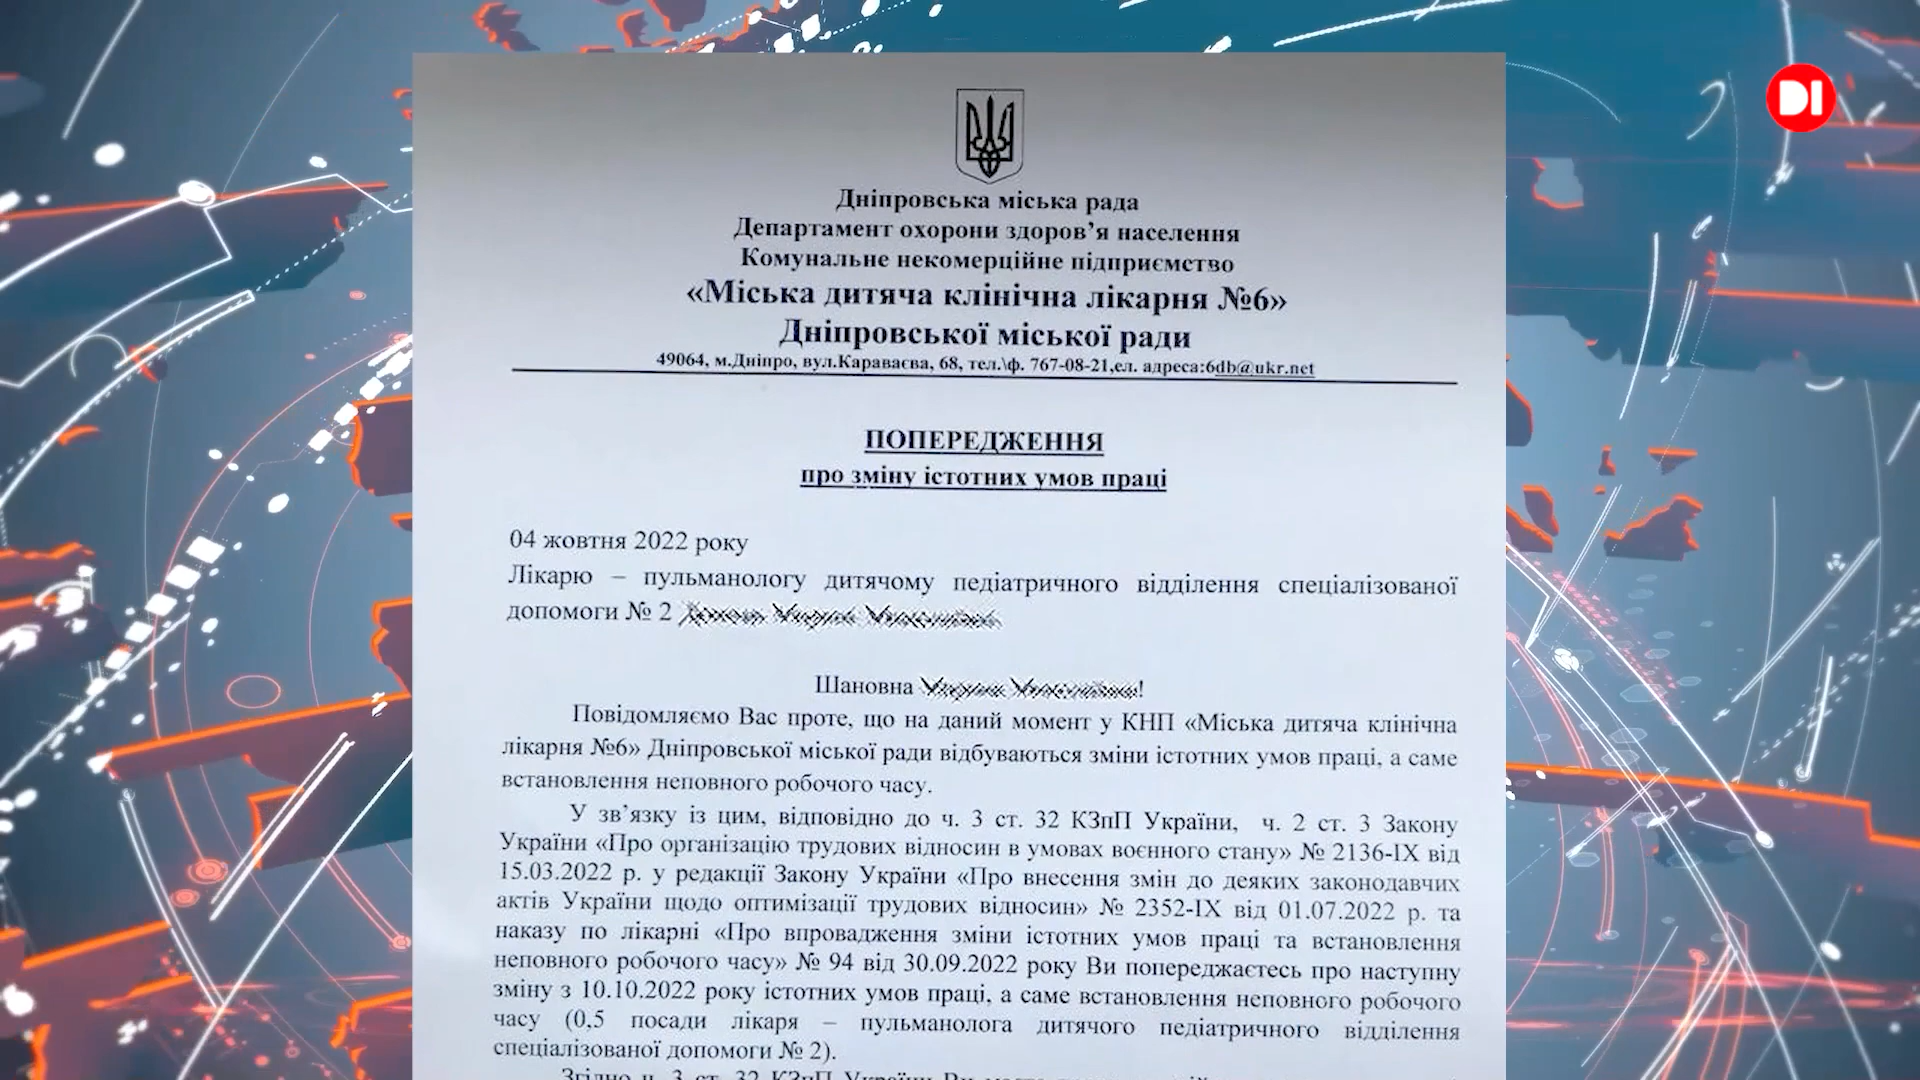 DI
Дніпровська міська рада
Департамент охорони здоров’я населення
Комунальне некомерційне підприємство
«Міська дитяча клінічна лікарня №6»
Дніпровської міської ради
49064, м.Дніпро, вул.Караваєва, 68, тел.\ф. 767-08-21,ел. адреса:6db@ukr.net
ПОПЕРЕДЖЕННЯ
про зміну істотних умов праці
04 жовтня 2022 року
Лікарю – пульманологу дитячому педіатричного відділення спеціалізованої
допомоги № 2
Шановна !
Повідомляємо Вас проте, що на даний момент у КНП «Міська дитяча клінічна
лікарня №6» Дніпровської міської ради відбуваються зміни істотних умов праці, а саме
встановлення неповного робочого часу.
У зв’язку із цим, відповідно до ч. 3 ст. 32 КЗпП України, ч. 2 ст. 3 Закону
України «Про організацію трудових відносин в умовах воєнного стану» № 2136-IX від
15.03.2022 р. у редакції Закону України «Про внесення змін до деяких законодавчих
актів України щодо оптимізації трудових відносин» № 2352-IX від 01.07.2022 р. та
наказу по лікарні «Про впровадження зміни істотних умов праці та встановлення
неповного робочого часу» № 94 від 30.09.2022 року Ви попереджаєтесь про наступну
зміну з 10.10.2022 року істотних умов праці, а саме встановлення неповного робочого
часу (0,5 посади лікаря – пульманолога дитячого педіатричного відділення
спеціалізованої допомоги № 2).
Згідно ч. 3 ст. 32 КЗпП України Ви